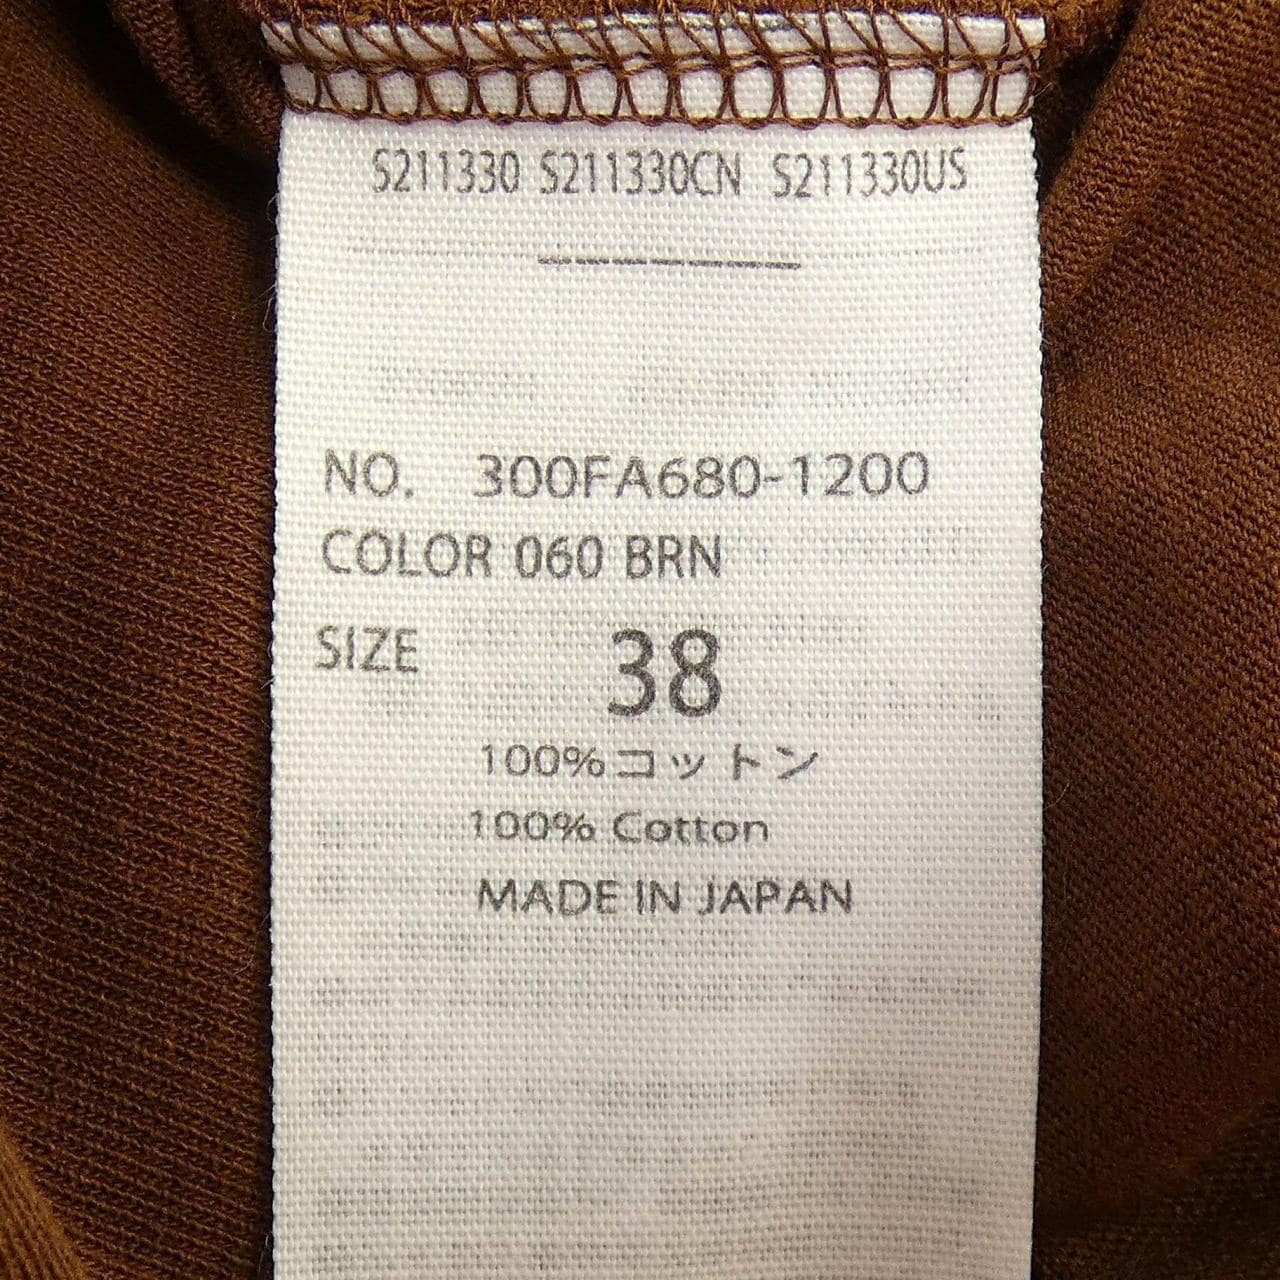 S211330 S211330CN S211330US
NO. 300FA680-1200
COLOR 060 BRN
SIZE 38
100%コットン
100% Cotton
MADE IN JAPAN